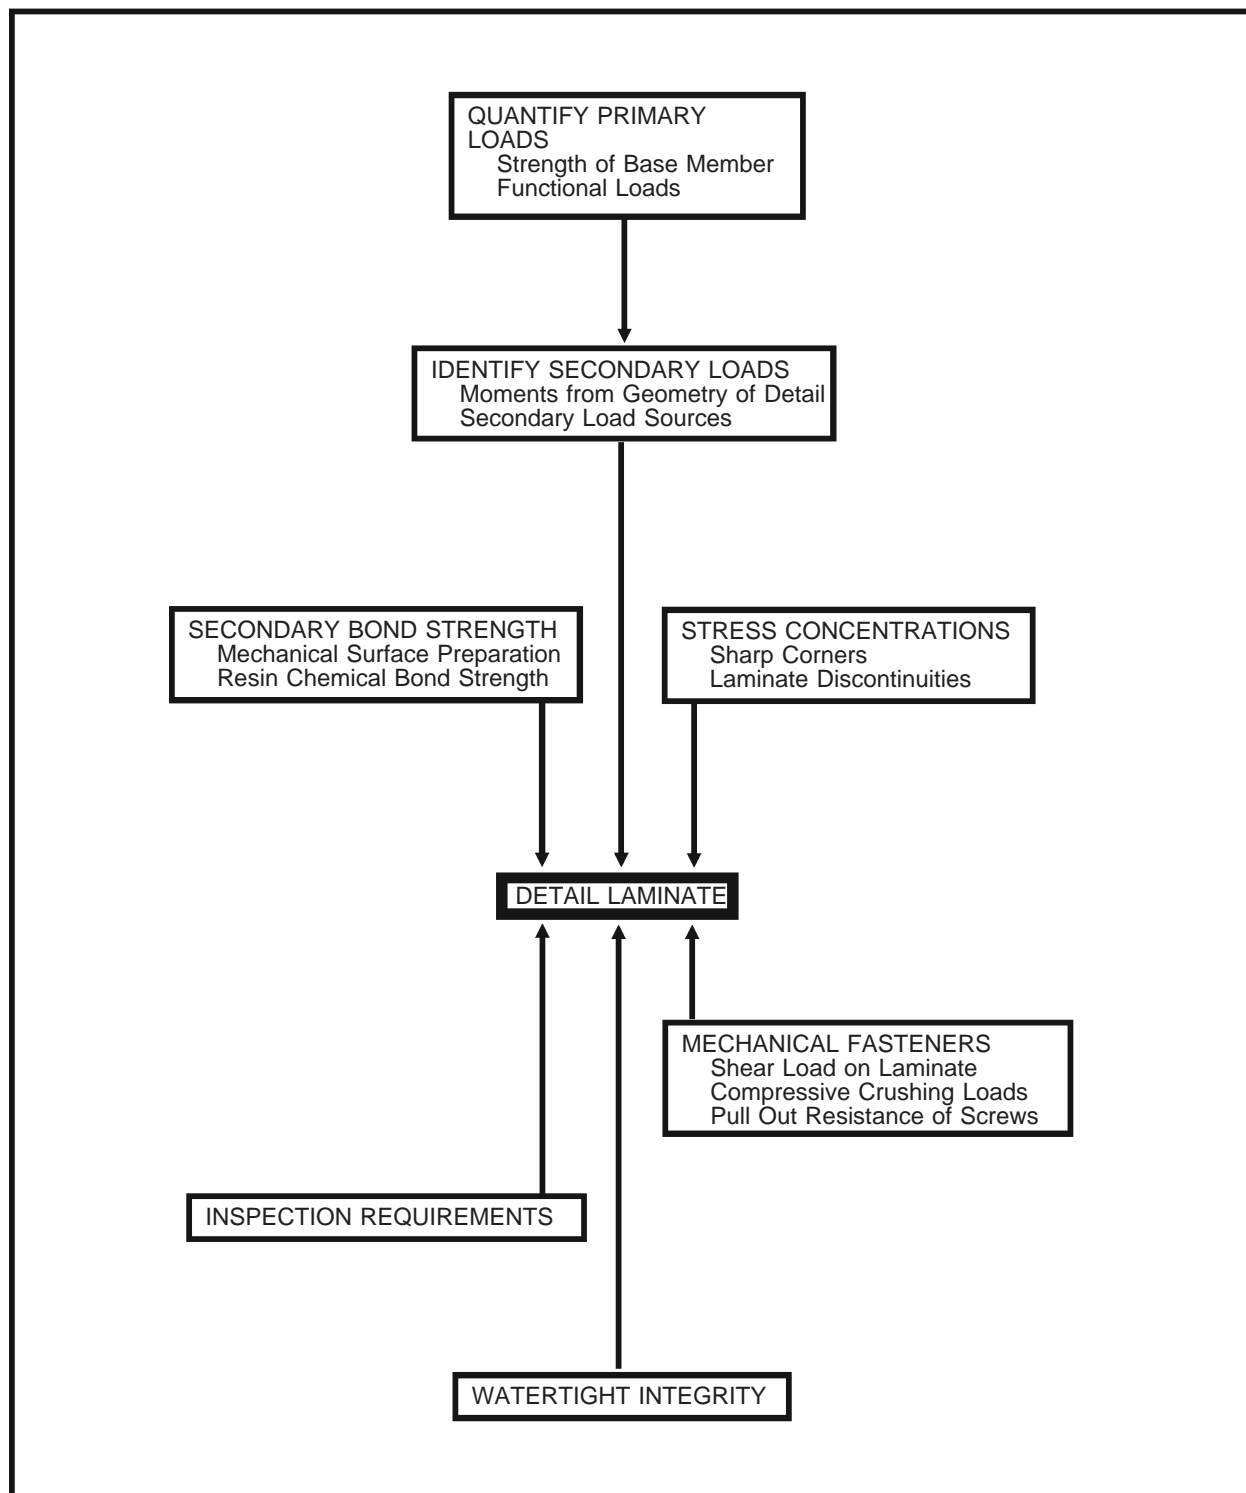 QUANTIFY PRIMARY
LOADS
Strength of Base Member
Functional Loads
IDENTIFY SECONDARY LOADS
Moments from Geometry of Detail
Secondary Load Sources
SECONDARY BOND STRENGTH
Mechanical Surface Preparation
Resin Chemical Bond Strength
STRESS CONCENTRATIONS
Sharp Corners
Laminate Discontinuities
DETAIL LAMINATE
MECHANICAL FASTENERS
Shear Load on Laminate
Compressive Crushing Loads
Pull Out Resistance of Screws
INSPECTION REQUIREMENTS
WATERTIGHT INTEGRITY